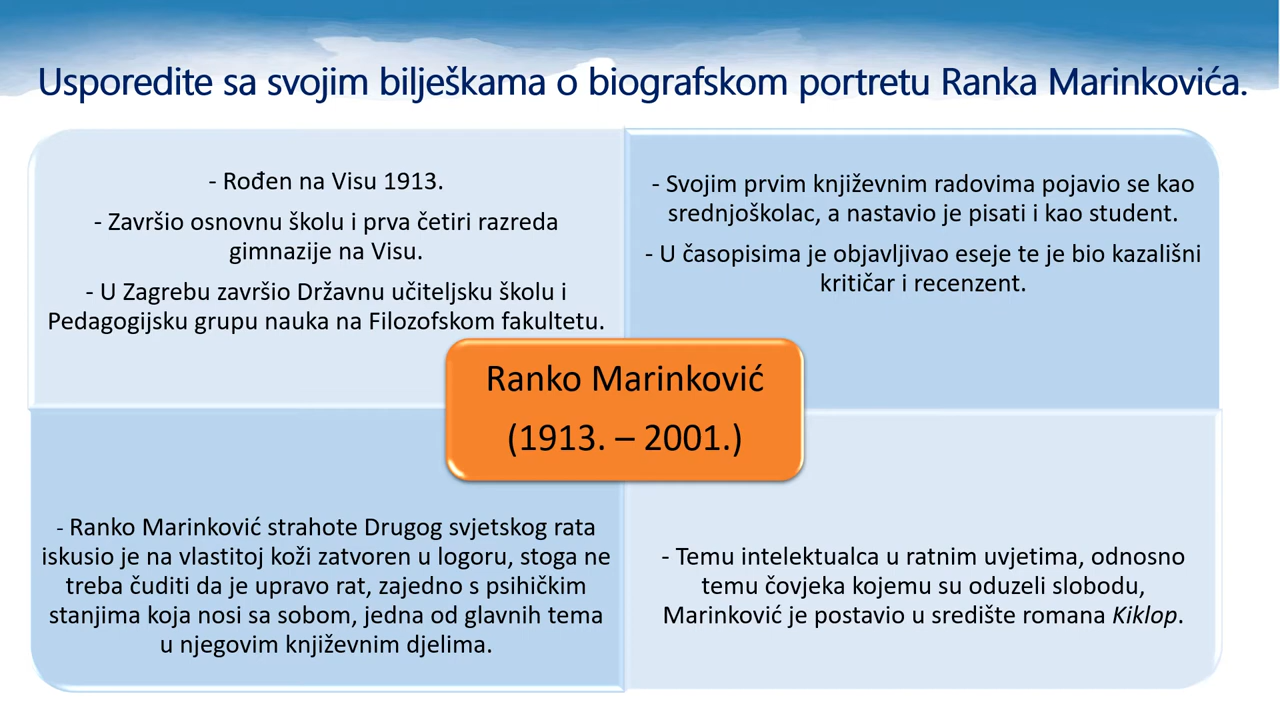 Usporedite sa svojim bilješkama o biografskom portretu Ranka Marinkovića.
- Rođen na Visu 1913.
- Završio osnovnu školu i prva četiri razreda
gimnazije na Visu.
- U Zagrebu završio Državnu učiteljsku školu i
Pedagogijsku grupu nauka na Filozofskom fakultetu.
- Svojim prvim književnim radovima pojavio se kao
srednjoškolac, a nastavio je pisati i kao student.
- U časopisima je objavljivao eseje te je bio kazališni
kritičar i recenzent.
Ranko Marinković
(1913. – 2001.)
- Ranko Marinković strahote Drugog svjetskog rata
iskusio je na vlastitoj koži zatvoren u logoru, stoga ne
treba čuditi da je upravo rat, zajedno s psihičkim
stanjima koja nosi sa sobom, jedna od glavnih tema
u njegovim književnim djelima.
- Temu intelektualca u ratnim uvjetima, odnosno
temu čovjeka kojemu su oduzeli slobodu,
Marinković je postavio u središte romana Kiklop.